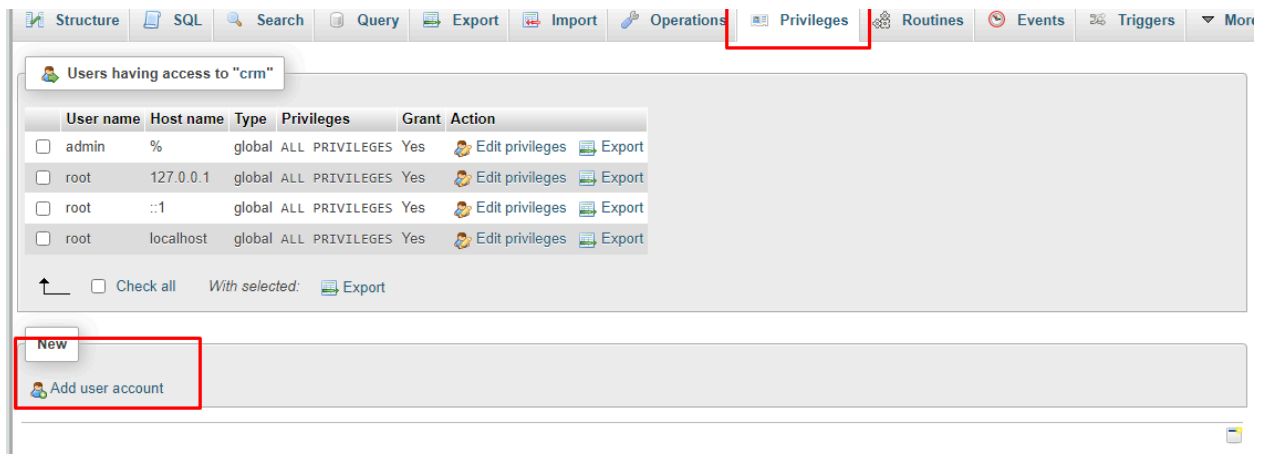 Structure SQL Search Query Export Import Operations Privileges Routines Events Triggers More
Users having access to "crm"
User name Host name Type Privileges Grant Action
admin % global ALL PRIVILEGES Yes Edit privileges Export
root 127.0.0.1 global ALL PRIVILEGES Yes Edit privileges Export
root ::1 global ALL PRIVILEGES Yes Edit privileges Export
root localhost global ALL PRIVILEGES Yes Edit privileges Export
Check all With selected: Export
New
Add user account